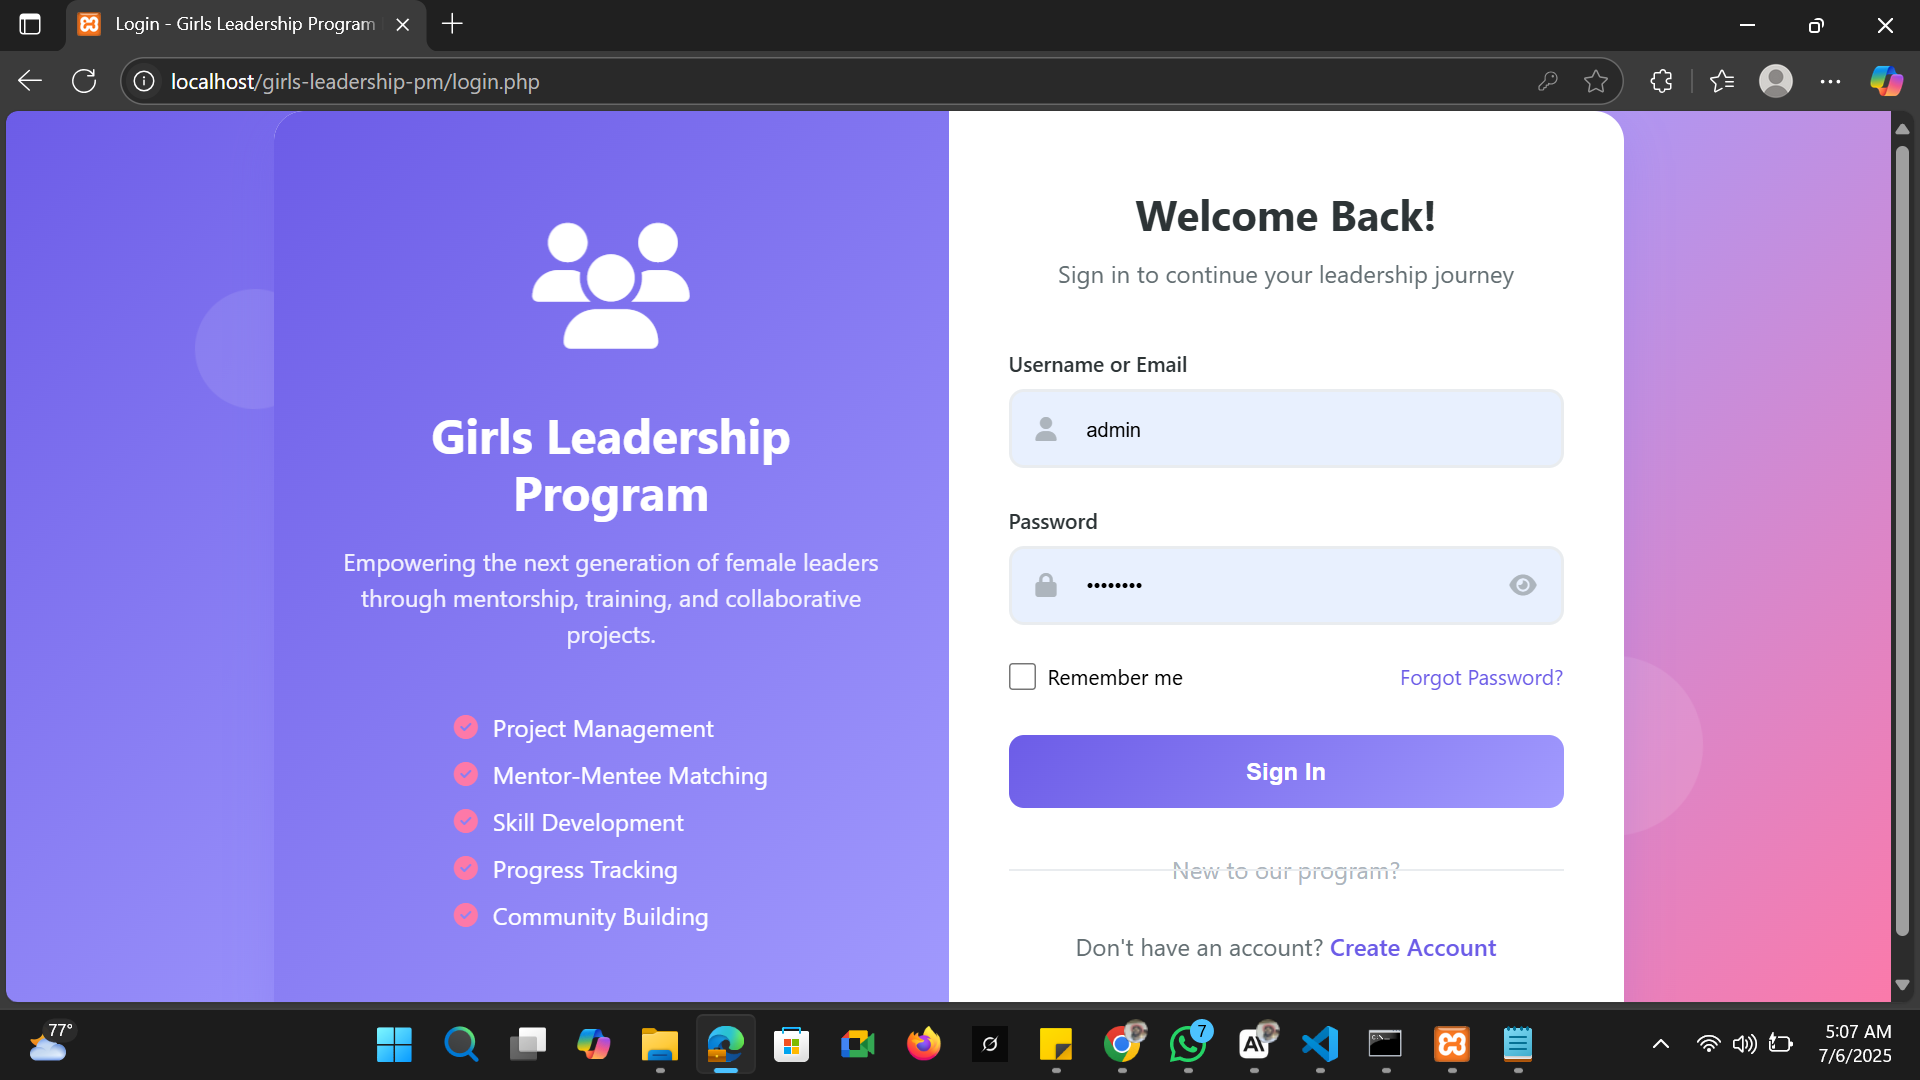 Login - Girls Leadership Program
localhost/girls-leadership-pm/login.php
Girls Leadership
Program
Empowering the next generation of female leaders
through mentorship, training, and collaborative
projects.
Project Management
Mentor-Mentee Matching
Skill Development
Progress Tracking
Community Building
Welcome Back!
Sign in to continue your leadership journey
Username or Email
admin
Password
••••••••
Remember me
Forgot Password?
Sign In
New to our program?
Don't have an account? Create Account
77°
7
5:07 AM
7/6/2025